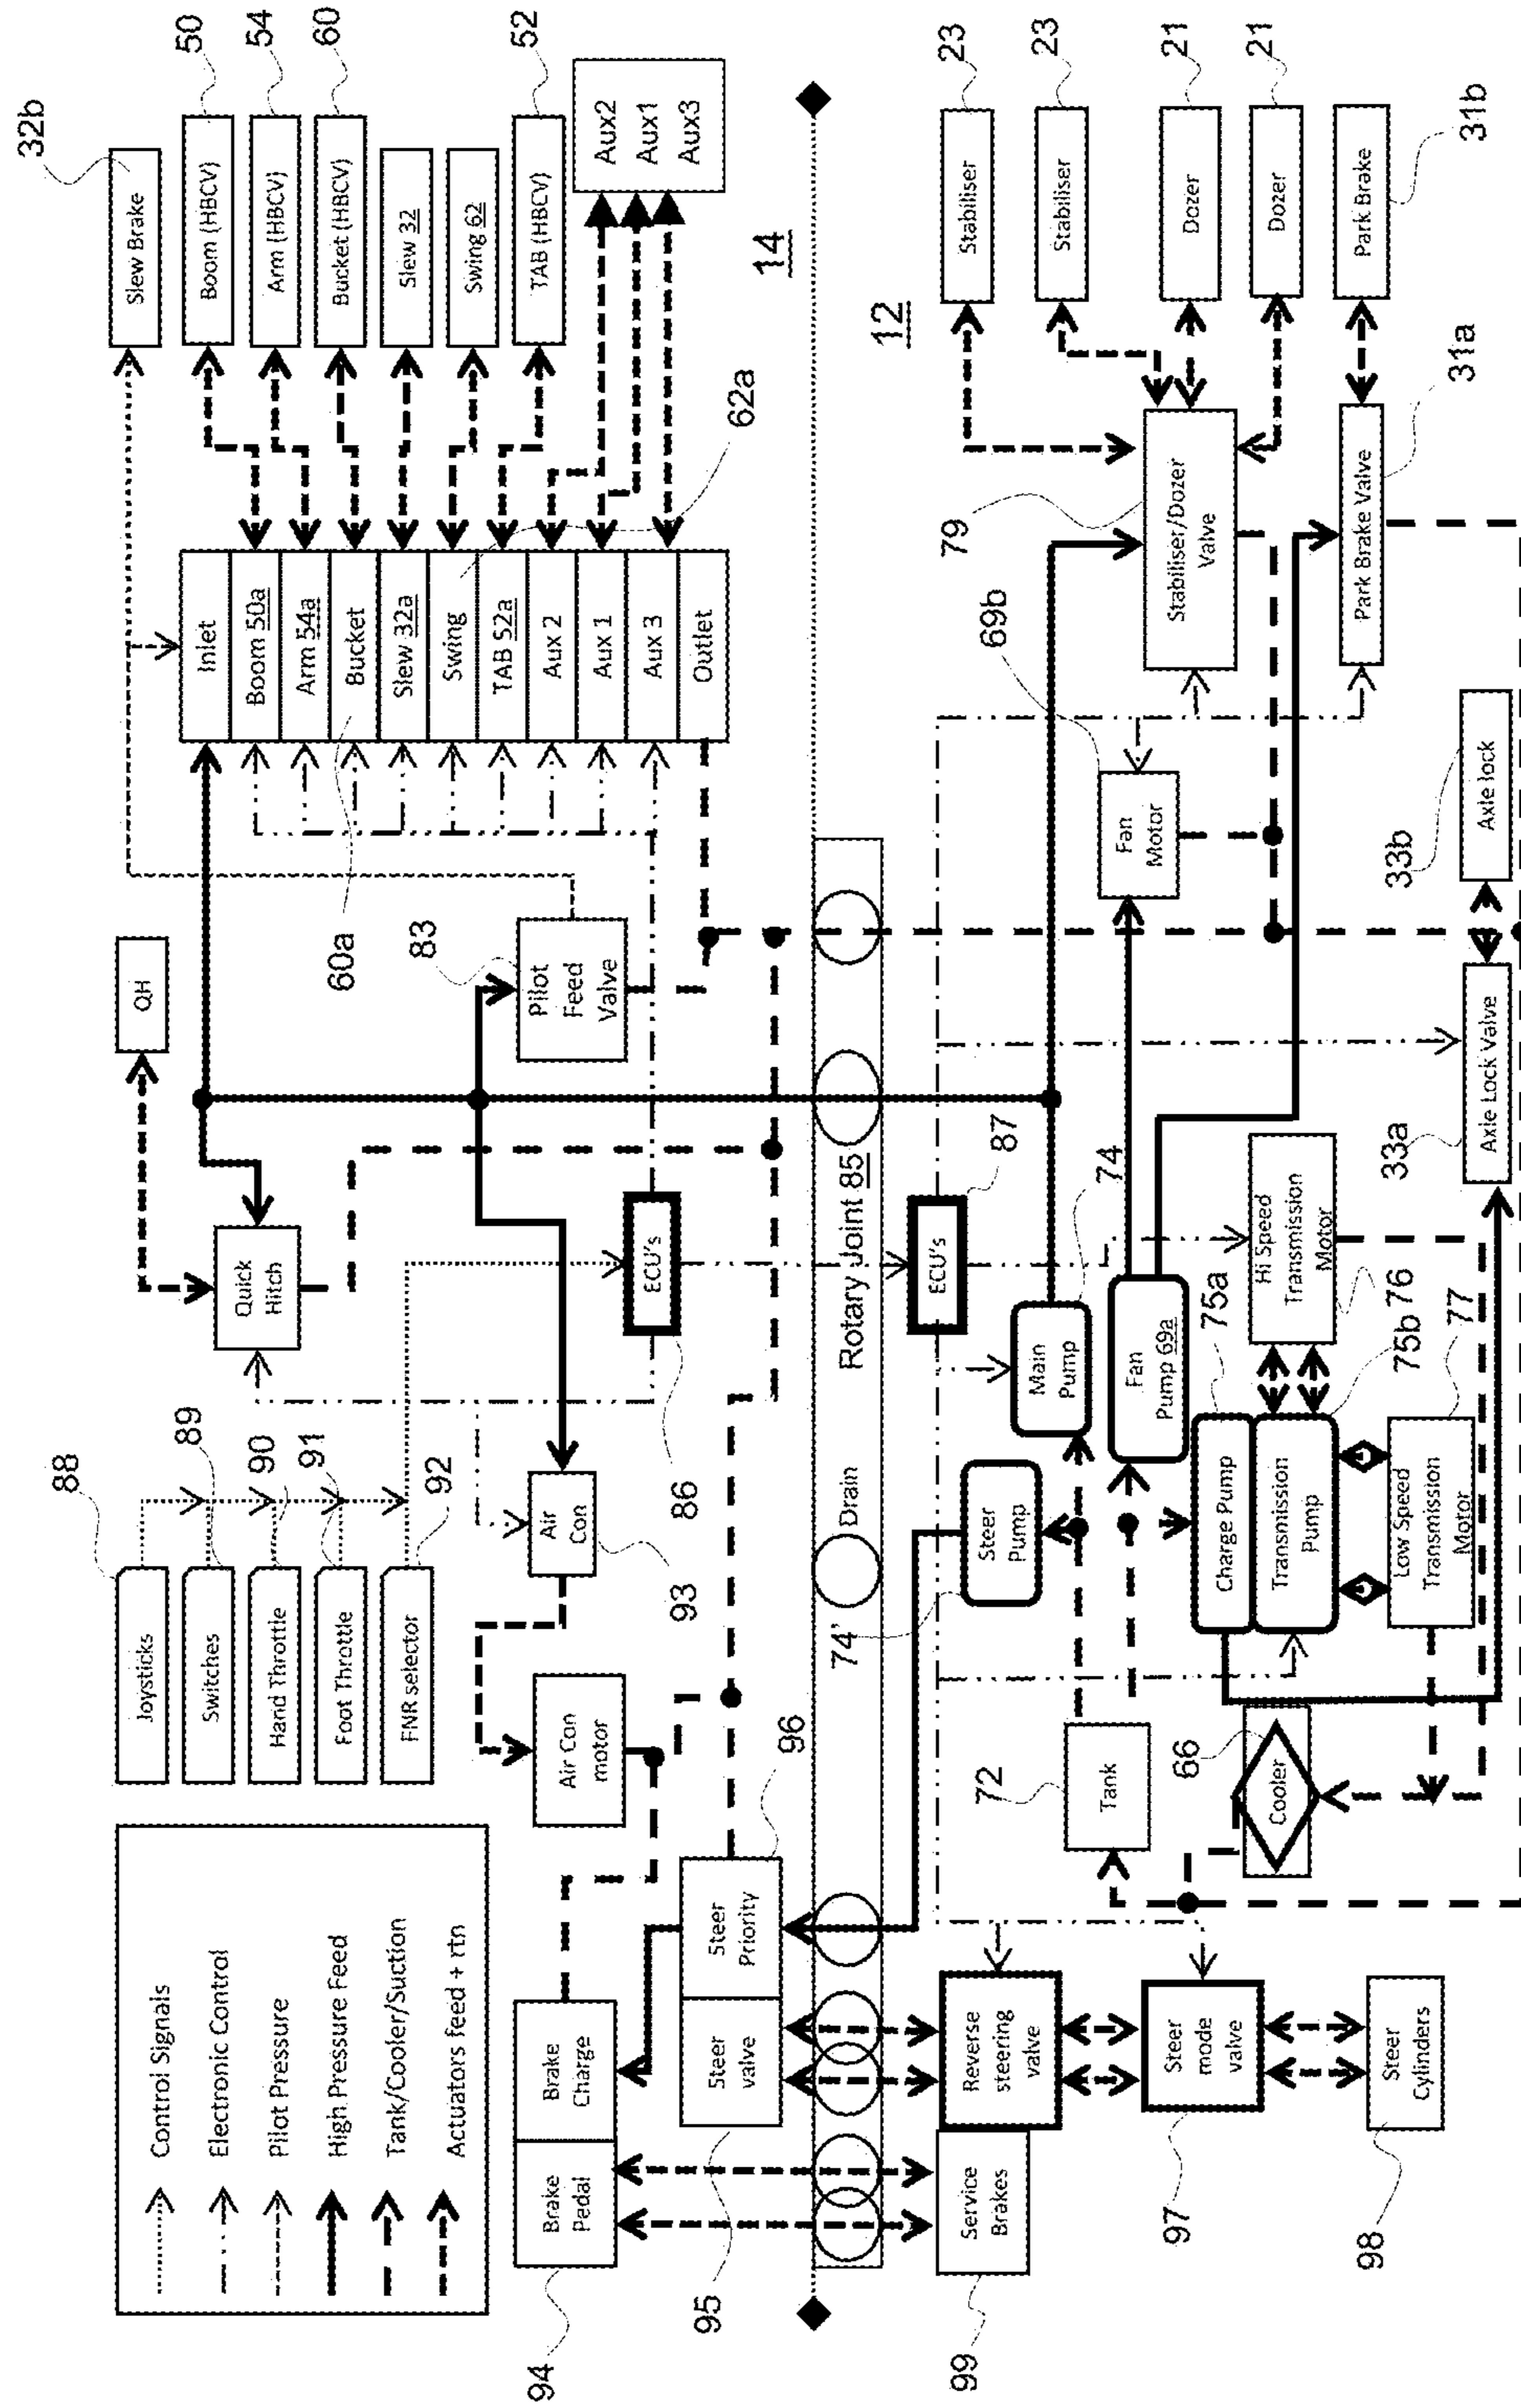 Control Signals
Electronic Control
Pilot Pressure
High Pressure Feed
Tank/Cooler/Suction
Actuators feed + rtn
Joysticks
88
Switches
89
Hand Throttle
90
Foot Throttle
91
FNR selector
92
Quick
Hitch
QH
Slew Brake
32b
Inlet
Boom 50a
Arm 54a
Bucket
Slew 32a
Swing
TAB 52a
Aux 2
Aux 1
Aux 3
Outlet
60a
62a
Boom (HBCV)
50
Arm (HBCV)
54
Bucket (HBCV)
60
Slew 32
Swing 62
TAB (HBCV)
52
Aux2
Aux1
Aux3
Pilot
Feed
Valve
83
Air
Con
93
Air Con
motor
ECU's
86
Brake
Pedal
Brake
Charge
94
Steer
valve
Steer
Priority
95
96
14
Rotary Joint 85
Drain
12
Service
Brakes
99
Reverse
steering
valve
Steer
mode
valve
97
Steer
Cylinders
98
ECU's
87
Steer
Pump
74'
Main
Pump
74
Fan
Pump 69a
Tank
72
Cooler
66
Charge Pump
75a
Transmission
Pump
75b
Hi Speed
Transmission
Motor
76
Low Speed
Transmission
Motor
77
Fan
Motor
69b
Stabiliser/Dozer
Valve
79
Stabiliser
23
Stabiliser
23
Dozer
21
Dozer
21
Park Brake
31b
Park Brake Valve
31a
Axle Lock Valve
33a
Axle lock
33b